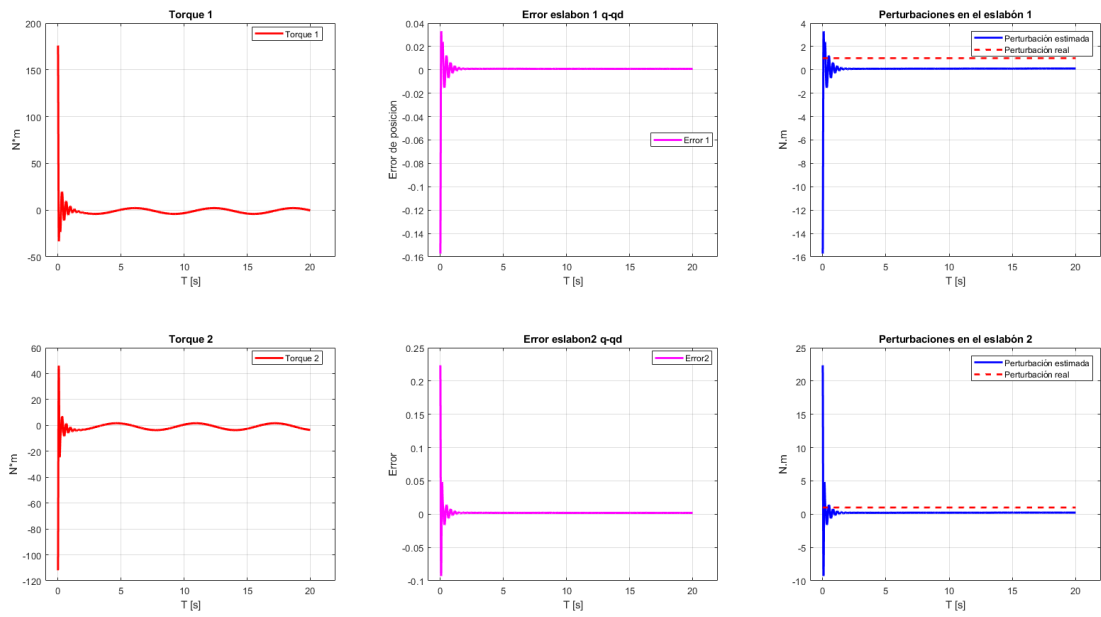 Torque 1
200
150
100
50
0
-50
N*m
0 5 10 15 20
T [s]
Torque 1
Error eslabon 1 q-qd
0.04
0.02
0
-0.02
-0.04
-0.06
-0.08
-0.1
-0.12
-0.14
-0.16
Error de posicion
0 5 10 15 20
T [s]
Error 1
Perturbaciones en el eslabón 1
4
2
0
-2
-4
-6
-8
-10
-12
-14
-16
N.m
0 5 10 15 20
T [s]
Perturbación estimada
Perturbación real
Torque 2
60
40
20
0
-20
-40
-60
-80
-100
-120
N*m
0 5 10 15 20
T [s]
Torque 2
Error eslabon2 q-qd
0.25
0.2
0.15
0.1
0.05
0
-0.05
-0.1
Error
0 5 10 15 20
T [s]
Error2
Perturbaciones en el eslabón 2
25
20
15
10
5
0
-5
-10
N.m
0 5 10 15 20
T [s]
Perturbación estimada
Perturbación real